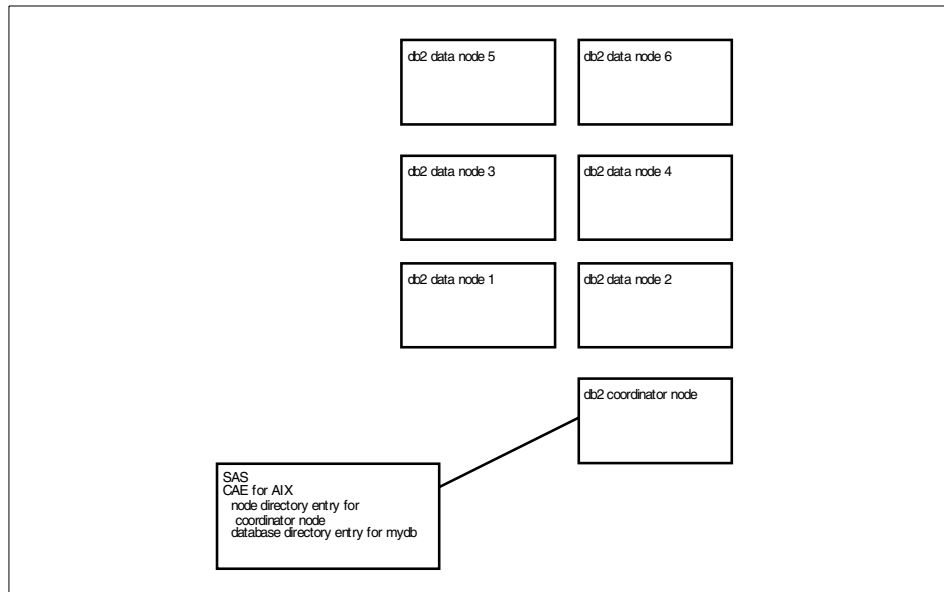 db2 data node 5
db2 data node 6
db2 data node 3
db2 data node 4
db2 data node 1
db2 data node 2
db2 coordinator node
SAS
CAE for AIX
node directory entry for
coordinator node
database directory entry for mydb